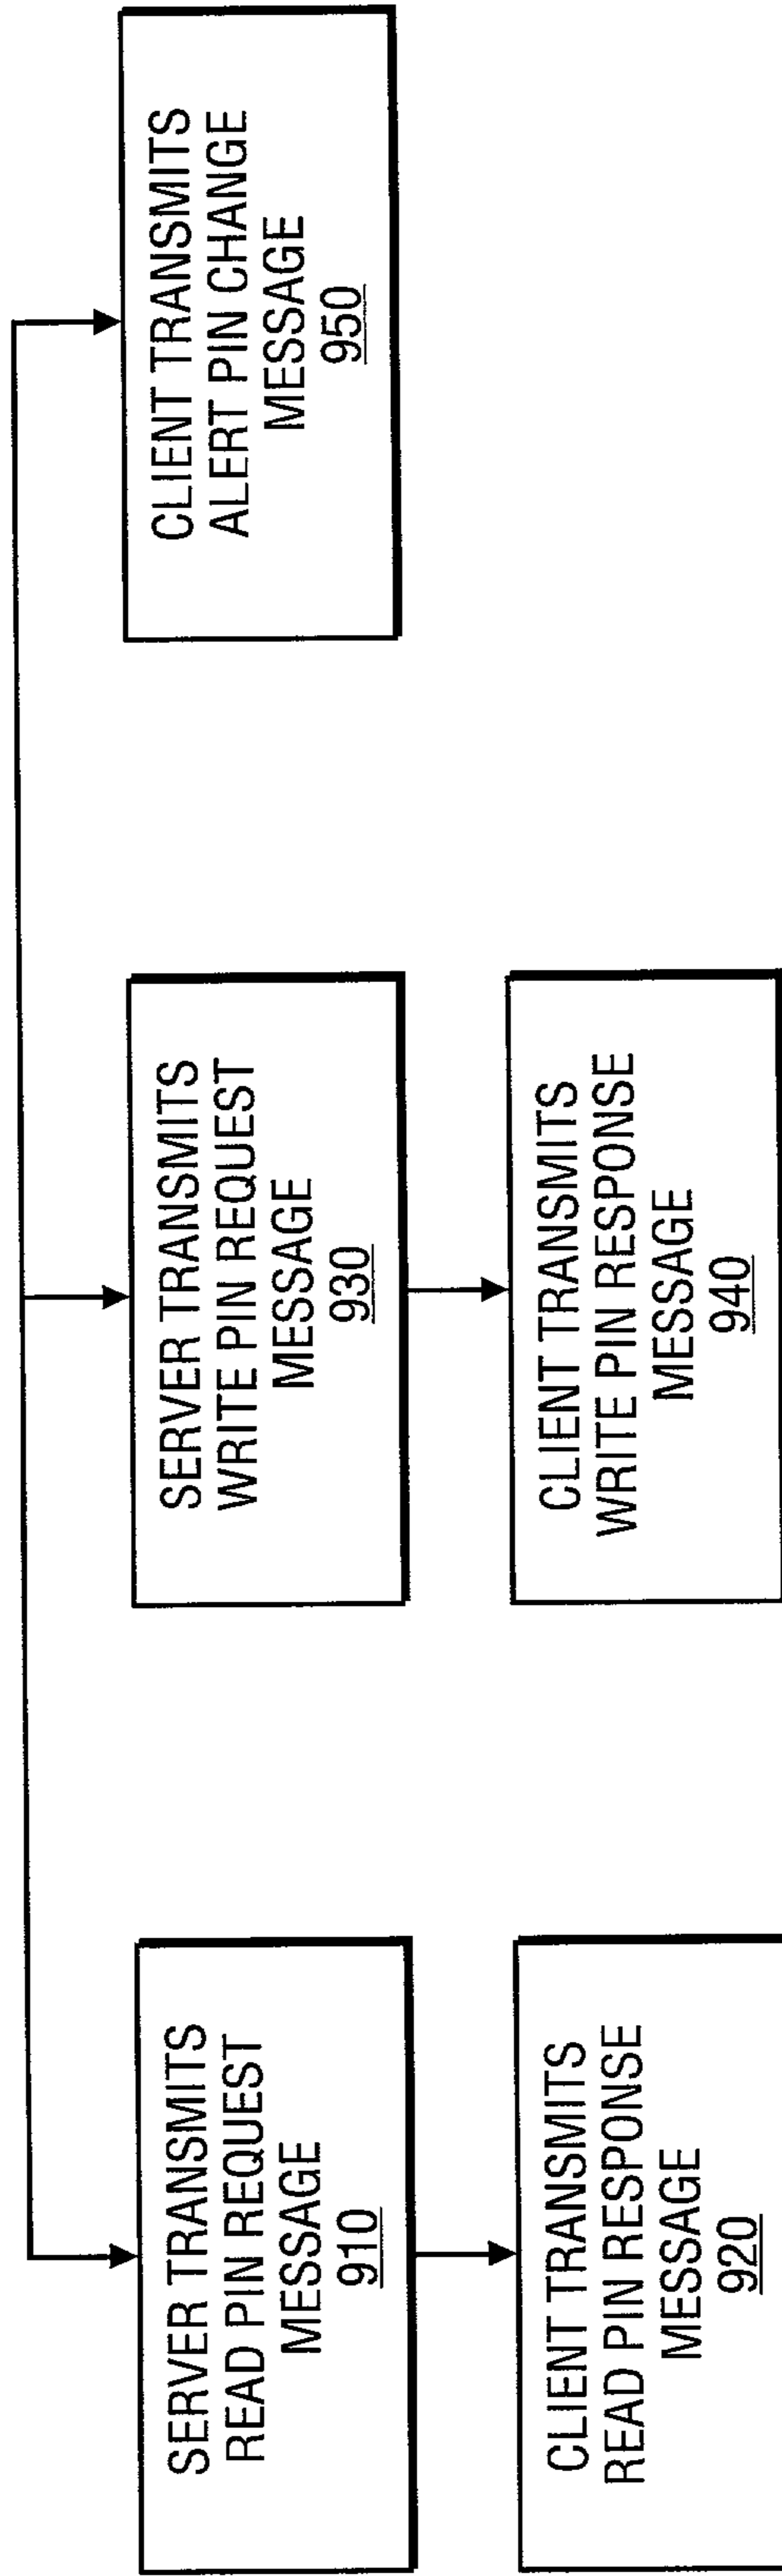 SERVER TRANSMITS
READ PIN REQUEST
MESSAGE
910
CLIENT TRANSMITS
READ PIN RESPONSE
MESSAGE
920
SERVER TRANSMITS
WRITE PIN REQUEST
MESSAGE
930
CLIENT TRANSMITS
WRITE PIN RESPONSE
MESSAGE
940
CLIENT TRANSMITS
ALERT PIN CHANGE
MESSAGE
950